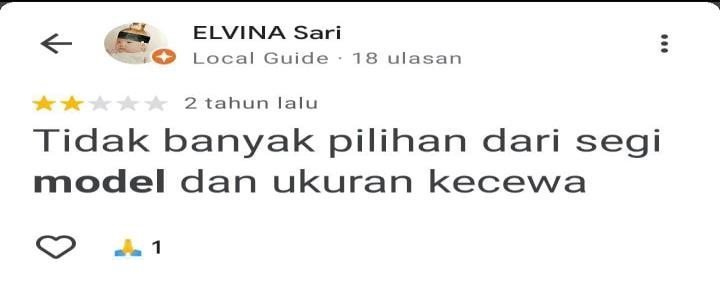 ELVINA Sari
Local Guide · 18 ulasan
2 tahun lalu
Tidak banyak pilihan dari segi
model dan ukuran kecewa
1